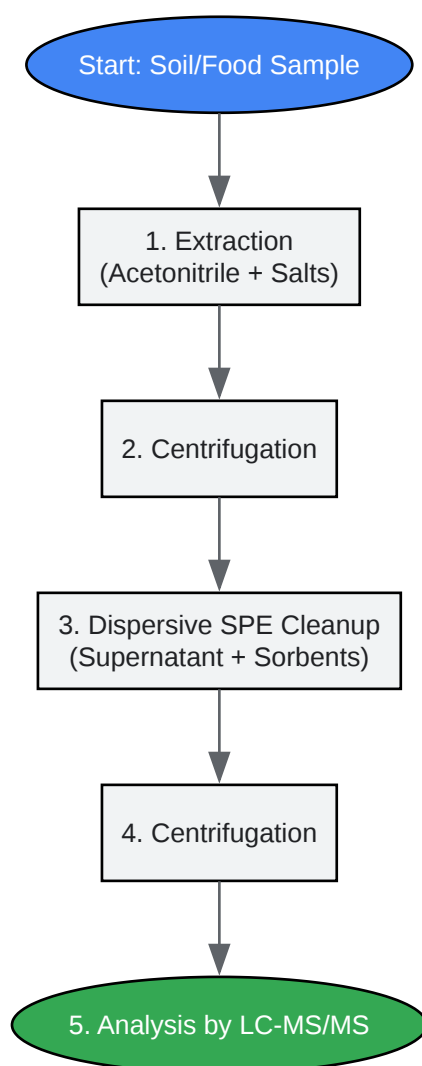 Start: Soil/Food Sample
1. Extraction
(Acetonitrile + Salts)
2. Centrifugation
3. Dispersive SPE Cleanup
(Supernatant + Sorbents)
4. Centrifugation
5. Analysis by LC-MS/MS